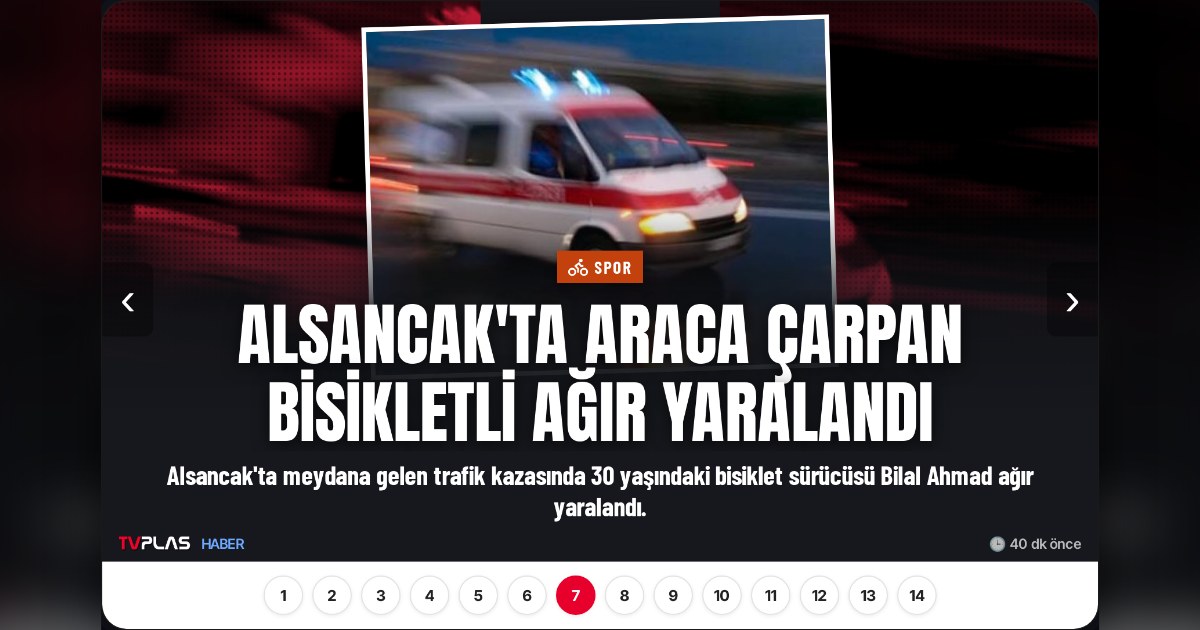 SPOR
ALSANCAK'TA ARACA ÇARPAN
BİSİKLETLİ AĞIR YARALANDI
Alsancak'ta meydana gelen trafik kazasında 30 yaşındaki bisiklet sürücüsü Bilal Ahmad ağır
yaralandı.
TVPLAS HABER
40 dk önce
‹
›
1 2 3 4 5 6 7 8 9 10 11 12 13 14